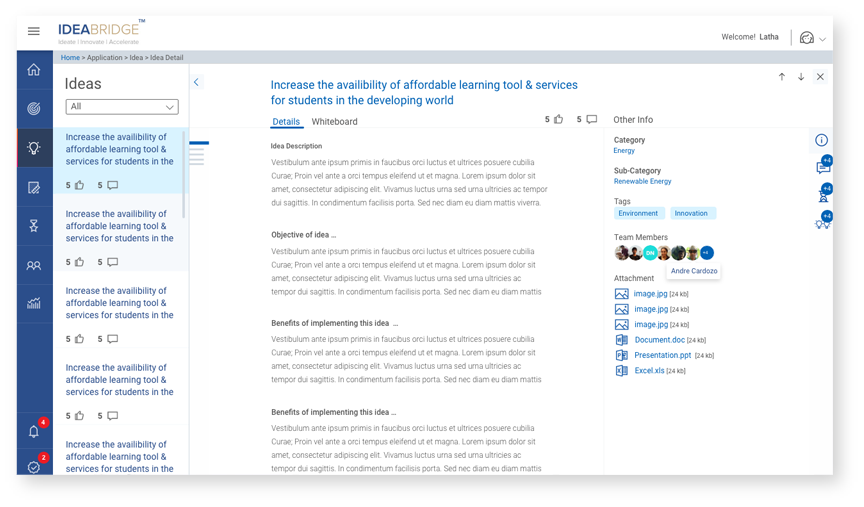 IDEABRIDGE™
Ideate | Innovate | Accelerate
Welcome! Latha
Home > Application > Idea > Idea Detail
Ideas
All
Increase the availibility of
affordable learning tool &
services for students in the
5 5
Increase the availibility of
affordable learning tool &
services for students in the
5 5
Increase the availibility of
affordable learning tool &
services for students in the
5 5
Increase the availibility of
affordable learning tool &
services for students in the
5 5
Increase the availibility of
affordable learning tool &
services for students in the
4
2
Increase the availibility of affordable learning tool & services
for students in the developing world
Details Whiteboard 5 5
Idea Description
Vestibulum ante ipsum primis in faucibus orci luctus et ultrices posuere cubilia
Curae; Proin vel ante a orci tempus eleifend ut et magna. Lorem ipsum dolor sit
amet, consectetur adipiscing elit. Vivamus luctus urna sed urna ultricies ac tempor
dui sagittis. In condimentum facilisis porta. Sed nec diam eu diam mattis viverra.
Objective of idea ...
Vestibulum ante ipsum primis in faucibus orci luctus et ultrices posuere cubilia
Curae; Proin vel ante a orci tempus eleifend ut et magna. Lorem ipsum dolor sit
amet, consectetur adipiscing elit. Vivamus luctus urna sed urna ultricies ac
tempor dui sagittis. In condimentum facilisis porta. Sed nec diam eu diam mattis
Benefits of implementing this idea ...
Vestibulum ante ipsum primis in faucibus orci luctus et ultrices posuere cubilia
Curae; Proin vel ante a orci tempus eleifend ut et magna. Lorem ipsum dolor sit
amet, consectetur adipiscing elit. Vivamus luctus urna sed urna ultricies ac
tempor dui sagittis. In condimentum facilisis porta. Sed nec diam eu diam mattis
Benefits of implementing this idea ...
Vestibulum ante ipsum primis in faucibus orci luctus et ultrices posuere cubilia
Curae; Proin vel ante a orci tempus eleifend ut et magna. Lorem ipsum dolor sit
amet, consectetur adipiscing elit. Vivamus luctus urna sed urna ultricies ac
tempor dui sagittis. In condimentum facilisis porta. Sed nec diam eu diam mattis
Other Info
Category
Energy
Sub-Category
Renewable Energy
Tags
Environment Innovation
Team Members
DN
Andre Cardozo
Attachment
image.jpg [24 kb]
image.jpg [24 kb]
image.jpg [24 kb]
Document.doc [24 kb]
Presentation.ppt [24 kb]
Excel.xls [24 kb]
+4
+4
+4